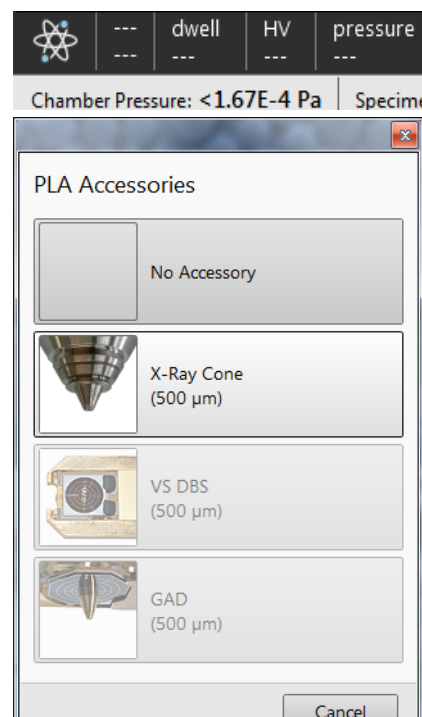 --- dwell HV pressure
--- --- --- ---
Chamber Pressure: <1.67E-4 Pa Specime
PLA Accessories
No Accessory
X-Ray Cone
(500 µm)
VS DBS
(500 µm)
GAD
(500 µm)
Cancel